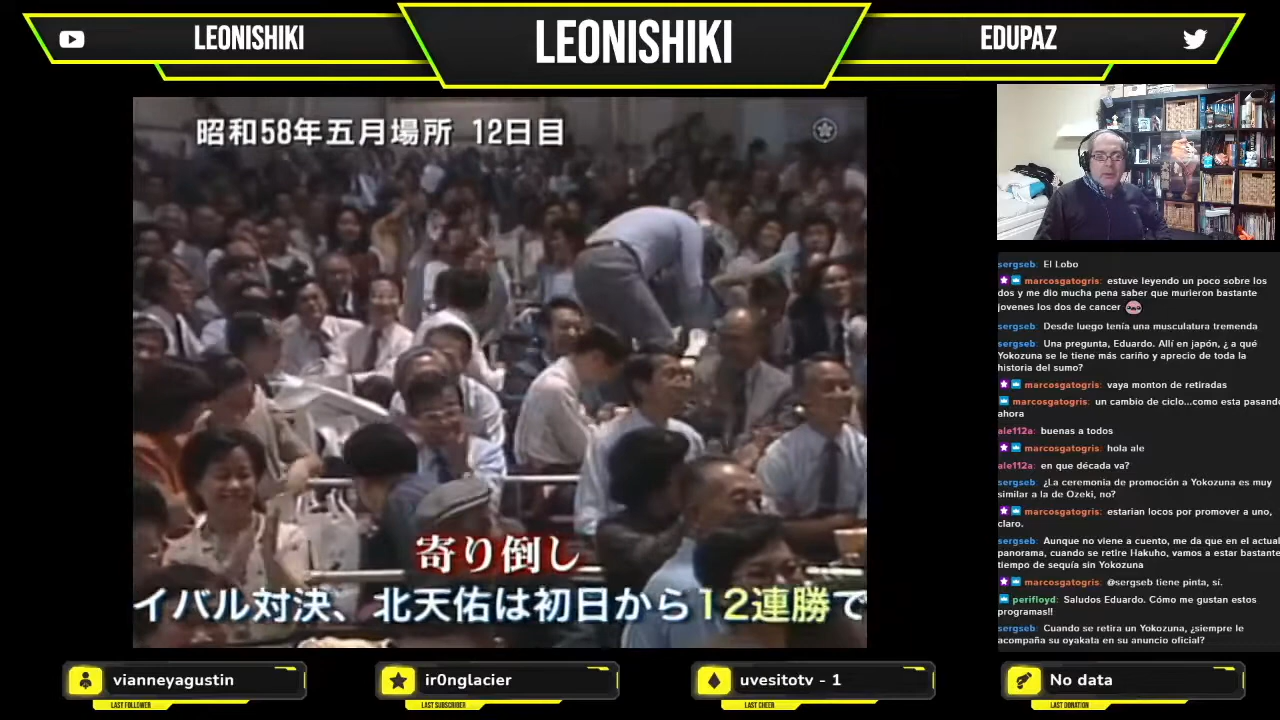 LEONISHIKI
LEONISHIKI
EDUPAZ
昭和58年五月場所 12日目
寄り倒し
イバル対決、北天佑は初日から12連勝で
sergseb: El Lobo
marcosgatogris: estuve leyendo un poco sobre los
dos y me dio mucha pena saber que murieron bastante
jovenes los dos de cancer
sergseb: Desde luego tenía una musculatura tremenda
sergseb: Una pregunta, Eduardo. Allí en japón, ¿ a qué
Yokozuna se le tiene más cariño y aprecio de toda la
historia del sumo?
marcosgatogris: vaya monton de retiradas
marcosgatogris: un cambio de ciclo...como esta pasando
ahora
ale112a: buenas a todos
marcosgatogris: hola ale
ale112a: en que década va?
sergseb: ¿La ceremonia de promoción a Yokozuna es muy
similar a la de Ozeki, no?
marcosgatogris: estarian locos por promover a uno,
claro.
sergseb: Aunque no viene a cuento, me da que en el actual
panorama, cuando se retire Hakuho, vamos a estar bastante
tiempo de sequía sin Yokozuna
marcosgatogris: @sergseb tiene pinta, sí.
perifloyd: Saludos Eduardo. Cómo me gustan estos
programas!!
sergseb: Cuando se retira un Yokozuna, ¿siempre le
acompaña su oyakata en su anuncio oficial?
vianneyagustin
LAST FOLLOWER
ir0nglacier
LAST SUBSCRIBER
uvesitotv - 1
LAST CHEER
No data
LAST DONATION